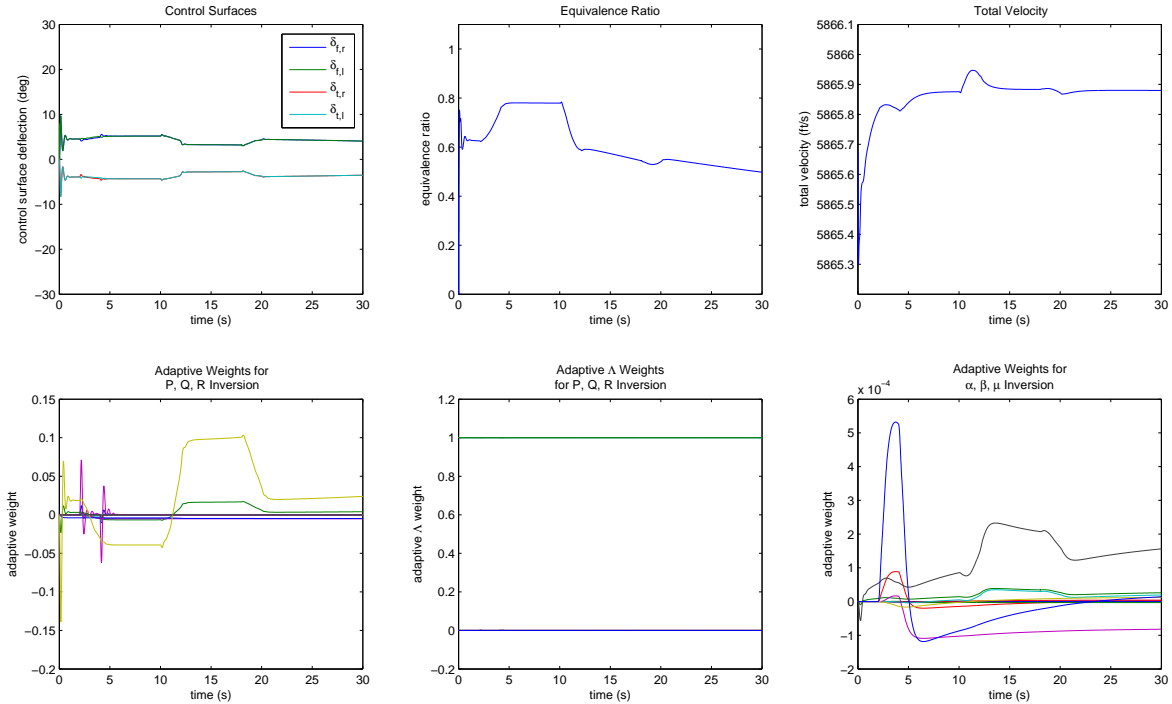 Control Surfaces
30
20
10
0
−10
−20
−30
control surface deflection (deg)
δf,r
δf,l
δt,r
δt,l
0 5 10 15 20 25 30
time (s)
Equivalence Ratio
1
0.8
0.6
0.4
0.2
0
equivalence ratio
0 5 10 15 20 25 30
time (s)
Total Velocity
5866.1
5866
5865.9
5865.8
5865.6
5865.5
5865.4
5865.3
total velocity (ft/s)
0 5 10 15 20 25 30
time (s)
Adaptive Weights for
P, Q, R Inversion
0.15
0.1
0.05
0
−0.05
−0.1
−0.15
−0.2
adaptive weight
0 5 10 15 20 25 30
time (s)
Adaptive Λ Weights
for P, Q, R Inversion
1.2
1
0.8
0.6
0.4
0.2
0
−0.2
adaptive Λ weight
0 5 10 15 20 25 30
time (s)
Adaptive Weights for
α, β, μ Inversion
x 10−4
6
5
4
3
2
1
0
−1
−2
adaptive weight
0 5 10 15 20 25 30
time (s)